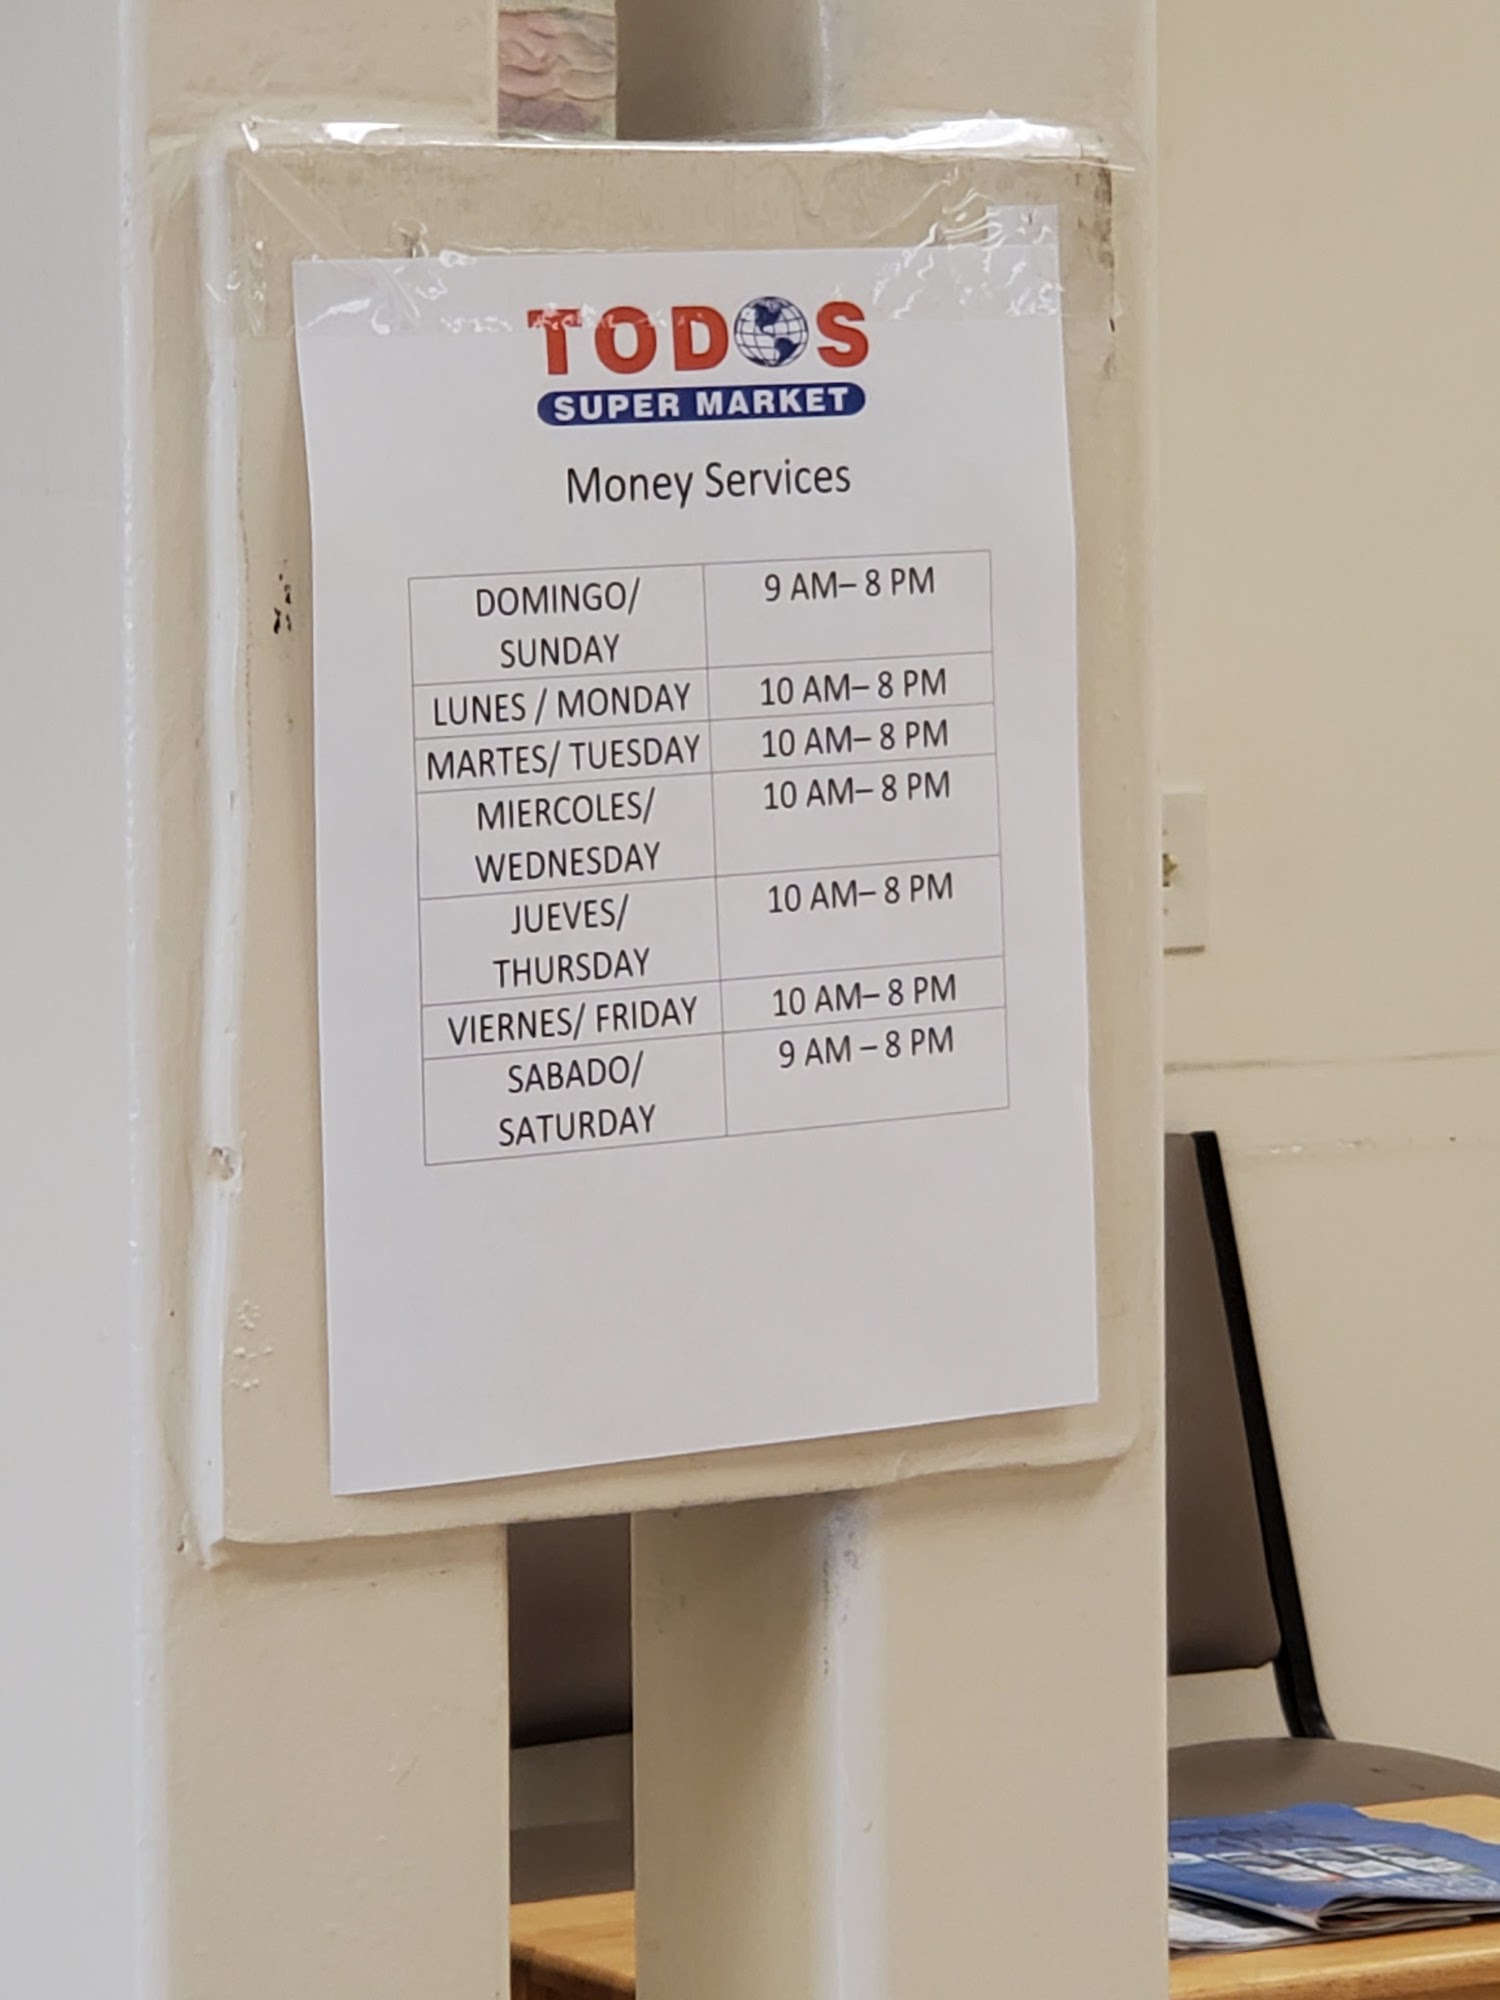 TODOS
SUPER MARKET
Money Services
DOMINGO/ 9 AM– 8 PM
SUNDAY
LUNES / MONDAY 10 AM– 8 PM
MARTES/ TUESDAY 10 AM– 8 PM
MIERCOLES/ 10 AM– 8 PM
WEDNESDAY
JUEVES/ 10 AM– 8 PM
THURSDAY
VIERNES/ FRIDAY 10 AM– 8 PM
SABADO/ 9 AM – 8 PM
SATURDAY